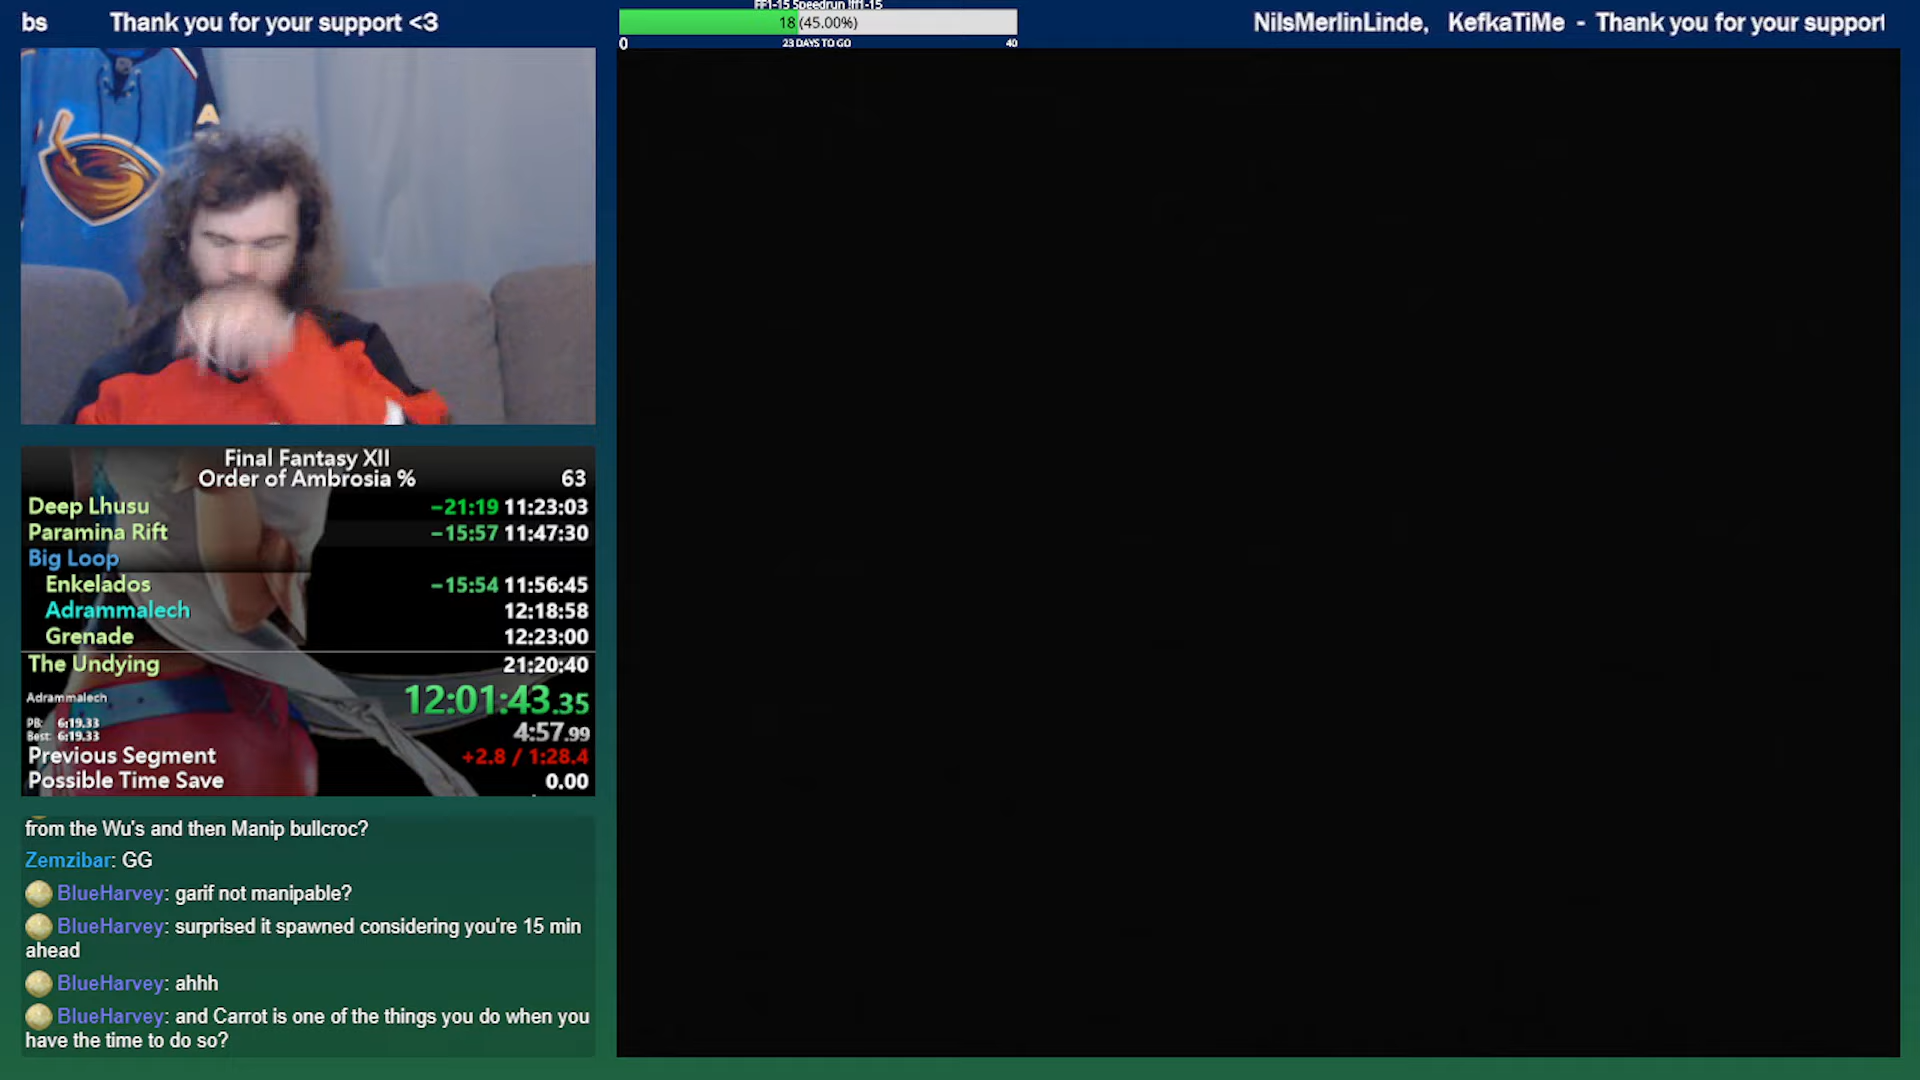 bs Thank you for your support <3
FF1-15 Speedrun !ff1-15
18 (45.00%)
0 23 DAYS TO GO 40
NilsMerlinLinde, KefkaTiMe - Thank you for your support
A
Final Fantasy XII
Order of Ambrosia % 63
Deep Lhusu -21:19 11:23:03
Paramina Rift -15:57 11:47:30
Big Loop
Enkelados -15:54 11:56:45
Adrammalech 12:18:58
Grenade 12:23:00
The Undying 21:20:40
Adrammalech 12:01:43.35
PB: 6:19.33
Best: 6:19.33 4:57.99
Previous Segment +2.8 / 1:28.4
Possible Time Save 0.00
from the Wu's and then Manip bullcroc?
Zemzibar: GG
BlueHarvey: garif not manipable?
BlueHarvey: surprised it spawned considering you're 15 min
ahead
BlueHarvey: ahhh
BlueHarvey: and Carrot is one of the things you do when you
have the time to do so?